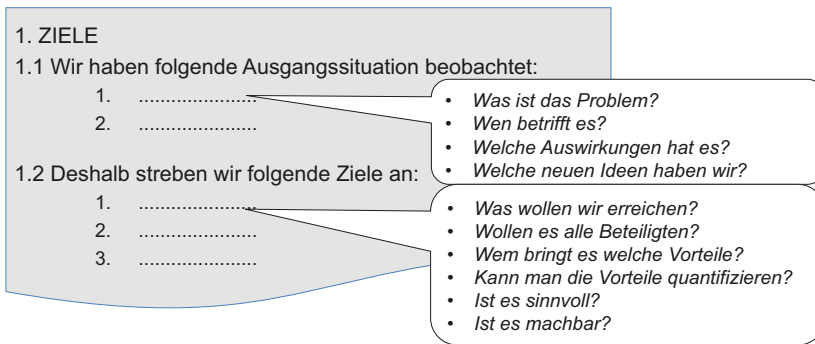 1. ZIELE
1.1 Wir haben folgende Ausgangssituation beobachtet:
1. ......................
2. ......................
• Was ist das Problem?
• Wen betrifft es?
• Welche Auswirkungen hat es?
• Welche neuen Ideen haben wir?
1.2 Deshalb streben wir folgende Ziele an:
1. ......................
2. ......................
3. ......................
• Was wollen wir erreichen?
• Wollen es alle Beteiligten?
• Wem bringt es welche Vorteile?
• Kann man die Vorteile quantifizieren?
• Ist es sinnvoll?
• Ist es machbar?